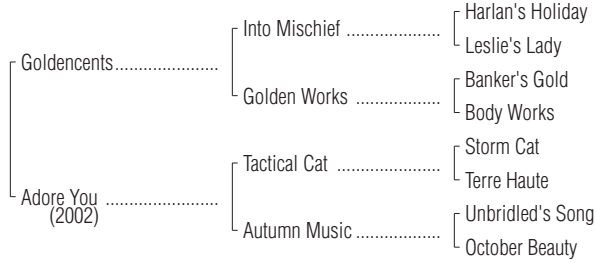 Harlan's Holiday
Into Mischief ..................
Leslie's Lady
Goldencents.....................
Banker's Gold
Golden Works ................
Body Works
Storm Cat
Tactical Cat ....................
Terre Haute
Adore You ......................
(2002)
Unbridled's Song
Autumn Music ................
October Beauty